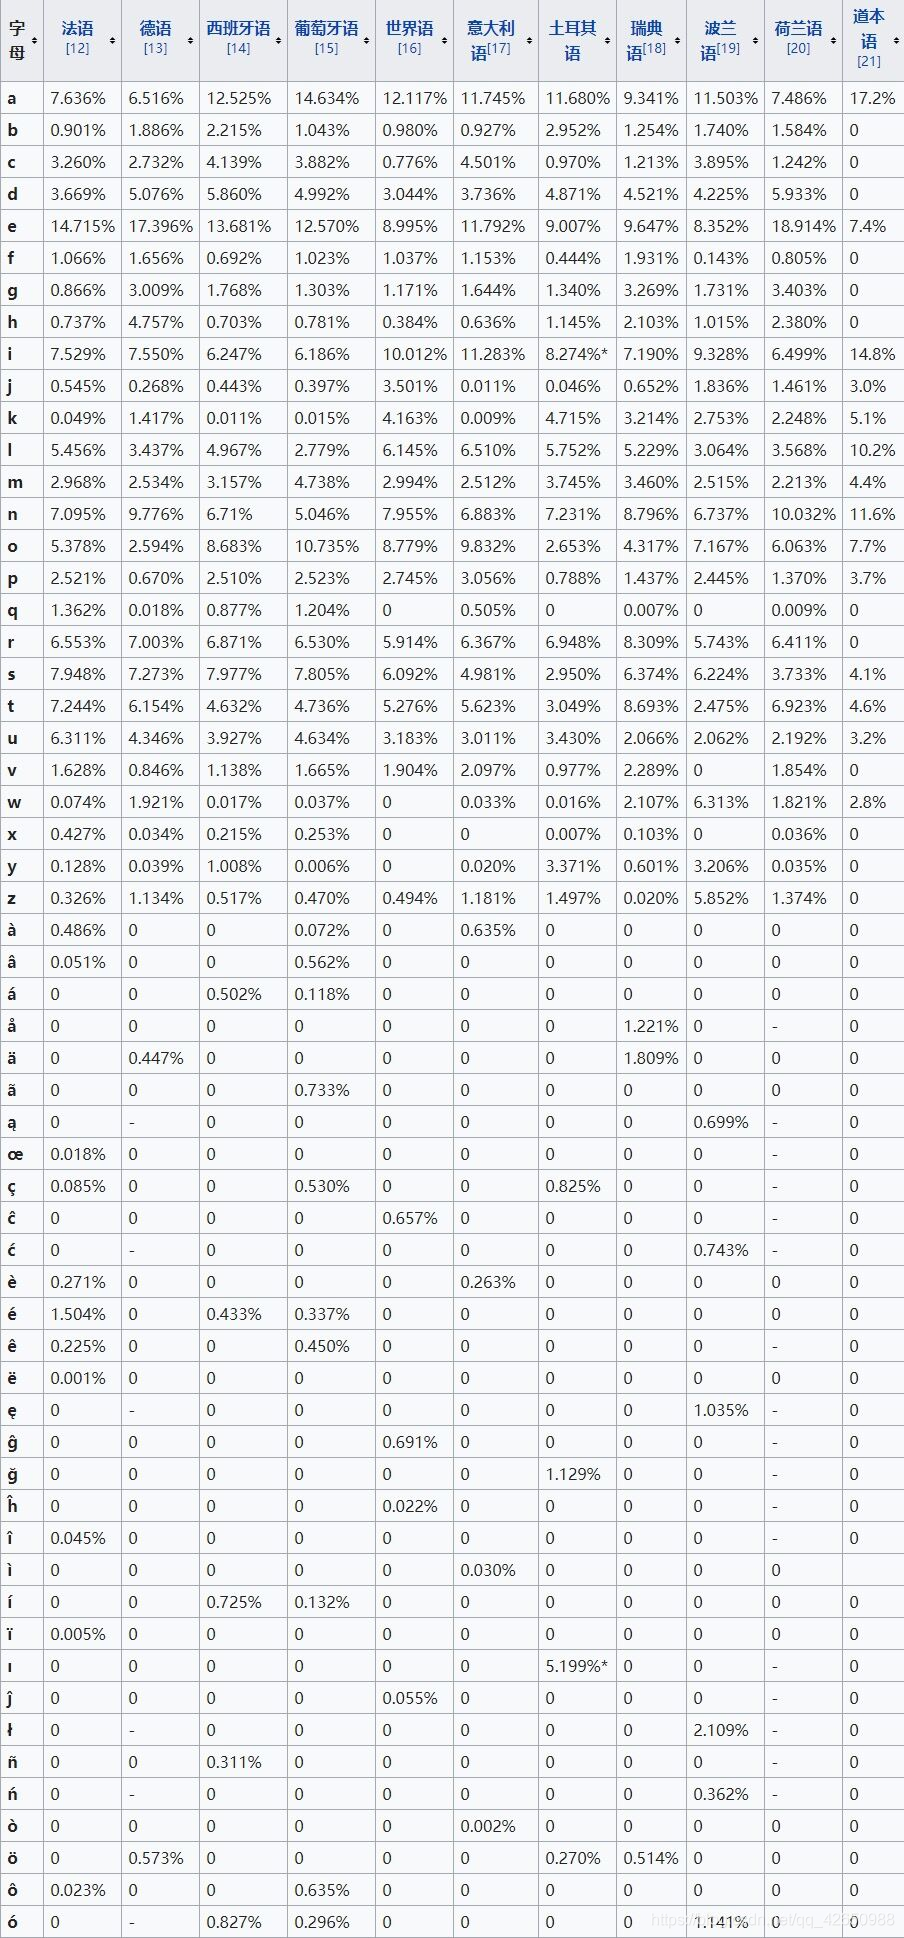 字母 法语[12] 德语[13] 西班牙语[14] 葡萄牙语[15] 世界语[16] 意大利语[17] 土耳其语 瑞典语[18] 波兰语[19] 荷兰语[20] 道本语[21]
a 7.636% 6.516% 12.525% 14.634% 12.117% 11.745% 11.680% 9.341% 11.503% 7.486% 17.2%
b 0.901% 1.886% 2.215% 1.043% 0.980% 0.927% 2.952% 1.254% 1.740% 1.584% 0
c 3.260% 2.732% 4.139% 3.882% 0.776% 4.501% 0.970% 1.213% 3.895% 1.242% 0
d 3.669% 5.076% 5.860% 4.992% 3.044% 3.736% 4.871% 4.521% 4.225% 5.933% 0
e 14.715% 17.396% 13.681% 12.570% 8.995% 11.792% 9.007% 9.647% 8.352% 18.914% 7.4%
f 1.066% 1.656% 0.692% 1.023% 1.037% 1.153% 0.444% 1.931% 0.143% 0.805% 0
g 0.866% 3.009% 1.768% 1.303% 1.171% 1.644% 1.340% 3.269% 1.731% 3.403% 0
h 0.737% 4.757% 0.703% 0.781% 0.384% 0.636% 1.145% 2.103% 1.015% 2.380% 0
i 7.529% 7.550% 6.247% 6.186% 10.012% 11.283% 8.274%* 7.190% 9.328% 6.499% 14.8%
j 0.545% 0.268% 0.443% 0.397% 3.501% 0.011% 0.046% 0.652% 1.836% 1.461% 3.0%
k 0.049% 1.417% 0.011% 0.015% 4.163% 0.009% 4.715% 3.214% 2.753% 2.248% 5.1%
l 5.456% 3.437% 4.967% 2.779% 6.145% 6.510% 5.752% 5.229% 3.064% 3.568% 10.2%
m 2.968% 2.534% 3.157% 4.738% 2.994% 2.512% 3.745% 3.460% 2.515% 2.213% 4.4%
n 7.095% 9.776% 6.71% 5.046% 7.955% 6.883% 7.231% 8.796% 6.737% 10.032% 11.6%
o 5.378% 2.594% 8.683% 10.735% 8.779% 9.832% 2.653% 4.317% 7.167% 6.063% 7.7%
p 2.521% 0.670% 2.510% 2.523% 2.745% 3.056% 0.788% 1.437% 2.445% 1.370% 3.7%
q 1.362% 0.018% 0.877% 1.204% 0 0.505% 0 0.007% 0 0.009% 0
r 6.553% 7.003% 6.871% 6.530% 5.914% 6.367% 6.948% 8.309% 5.743% 6.411% 0
s 7.948% 7.273% 7.977% 7.805% 6.092% 4.981% 2.950% 6.374% 6.224% 3.733% 4.1%
t 7.244% 6.154% 4.632% 4.736% 5.276% 5.623% 3.049% 8.693% 2.475% 6.923% 4.6%
u 6.311% 4.346% 3.927% 4.634% 3.183% 3.011% 3.430% 2.066% 2.062% 2.192% 3.2%
v 1.628% 0.846% 1.138% 1.665% 1.904% 2.097% 0.977% 2.289% 0 1.854% 0
w 0.074% 1.921% 0.017% 0.037% 0 0.033% 0.016% 2.107% 6.313% 1.821% 2.8%
x 0.427% 0.034% 0.215% 0.253% 0 0 0.007% 0.103% 0 0.036% 0
y 0.128% 0.039% 1.008% 0.006% 0 0.020% 3.371% 0.601% 3.206% 0.035% 0
z 0.326% 1.134% 0.517% 0.470% 0.494% 1.181% 1.497% 0.020% 5.852% 1.374% 0
à 0.486% 0 0 0.072% 0 0.635% 0 0 0 0 0
â 0.051% 0 0 0.562% 0 0 0 0 0 0 0
á 0 0 0.502% 0.118% 0 0 0 0 0 0 0
å 0 0 0 0 0 0 0 1.221% 0 - 0
ä 0 0.447% 0 0 0 0 0 1.809% 0 0 0
ã 0 0 0 0.733% 0 0 0 0 0 0 0
ą 0 - 0 0 0 0 0 0 0.699% - 0
œ 0.018% 0 0 0 0 0 0 0 0 - 0
ç 0.085% 0 0 0.530% 0 0 0.825% 0 0 - 0
ĉ 0 0 0 0 0.657% 0 0 0 0 - 0
ć 0 - 0 0 0 0 0 0 0.743% - 0
è 0.271% 0 0 0 0 0.263% 0 0 0 0 0
é 1.504% 0 0.433% 0.337% 0 0 0 0 0 0 0
ê 0.225% 0 0 0.450% 0 0 0 0 0 - 0
ë 0.001% 0 0 0 0 0 0 0 0 0 0
ę 0 - 0 0 0 0 0 0 1.035% - 0
ĝ 0 0 0 0 0.691% 0 0 0 0 - 0
ğ 0 0 0 0 0 0 1.129% 0 0 - 0
ĥ 0 0 0 0 0.022% 0 0 0 0 - 0
î 0.045% 0 0 0 0 0 0 0 0 - 0
ì 0 0 0 0 0 0.030% 0 0 0 0
í 0 0 0.725% 0.132% 0 0 0 0 0 0 0
ï 0.005% 0 0 0 0 0 0 0 0 0 0
ı 0 0 0 0 0 0 5.199%* 0 0 - 0
ĵ 0 0 0 0 0.055% 0 0 0 0 - 0
ł 0 - 0 0 0 0 0 0 2.109% - 0
ñ 0 0 0.311% 0 0 0 0 0 0 - 0
ń 0 - 0 0 0 0 0 0 0.362% - 0
ò 0 0 0 0 0 0.002% 0 0 0 0 0
ö 0 0.573% 0 0 0 0 0.270% 0.514% 0 0 0
ô 0.023% 0 0 0.635% 0 0 0 0 0 0 0
ó 0 - 0.827% 0.296% 0 0 0 0 1.141% 0 0